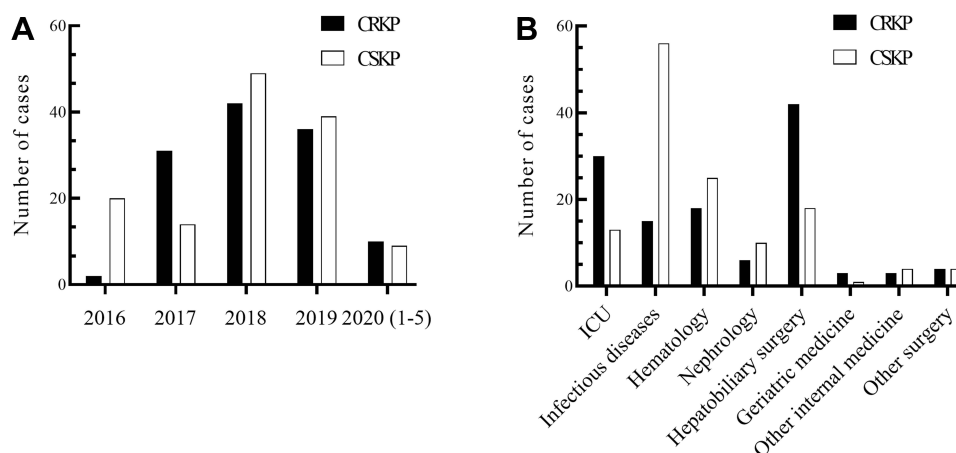 A
Number of cases
60
40
20
0
CRKP
CSKP
2016 2017 2018 2019 2020 (1-5)
B
Number of cases
60
40
20
0
CRKP
CSKP
ICU
Infectious diseases
Hematology
Nephrology
Hepatobiliary surgery
Geriatric medicine
Other internal medicine
Other surgery